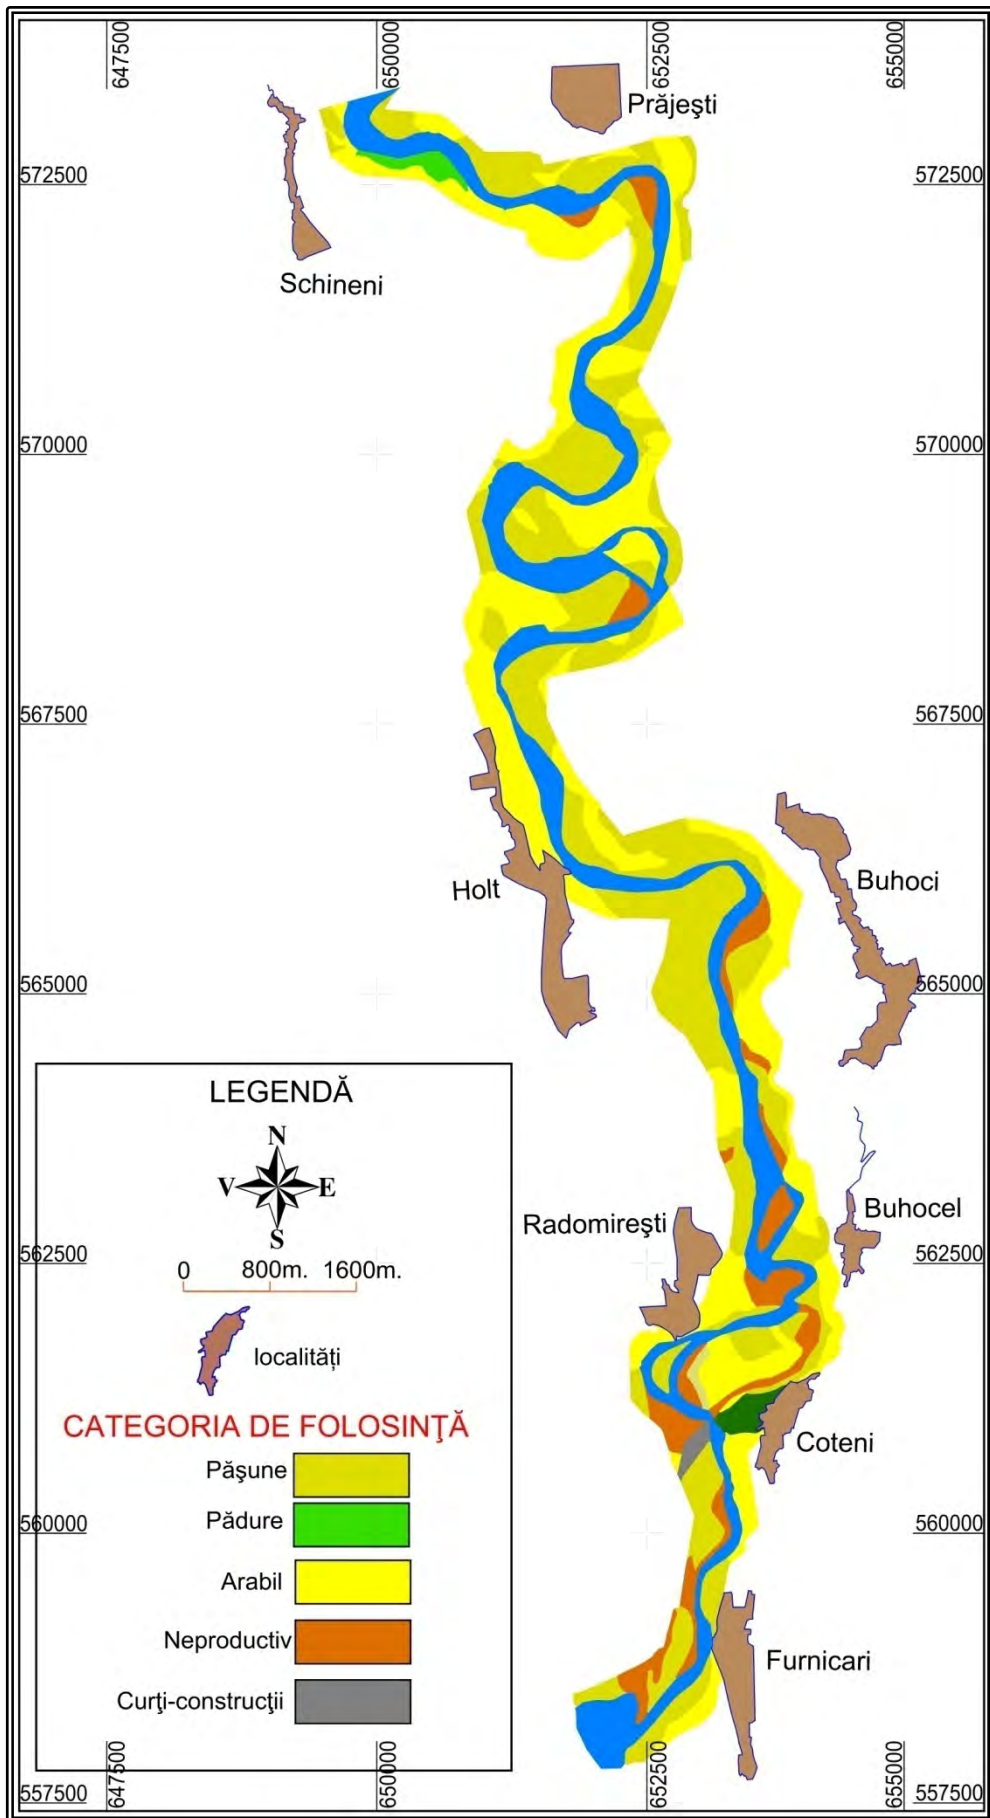 647500
650000
652500
655000
Prăjeşti
572500
572500
Schineni
570000
570000
567500
567500
Holt
Buhoci
565000
565000
LEGENDĂ
N
V
E
S
0
800m.
1600m.
localități
CATEGORIA DE FOLOSINŢĂ
Păşune
Pădure
Arabil
Neproductiv
Curţi-construcţii
Radomireşti
Buhocel
562500
562500
Coteni
560000
560000
Furnicari
647500
650000
652500
655000
557500
557500